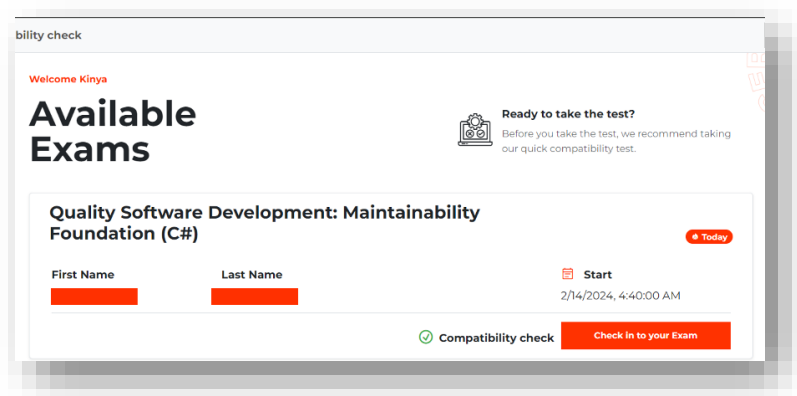 bility check
Welcome Kinya
Available
Exams
Ready to take the test?
Before you take the test, we recommend taking
our quick compatibility test.
Quality Software Development: Maintainability
Foundation (C#)
Today
First Name
Last Name
Start
2/14/2024, 4:40:00 AM
Compatibility check
Check in to your Exam